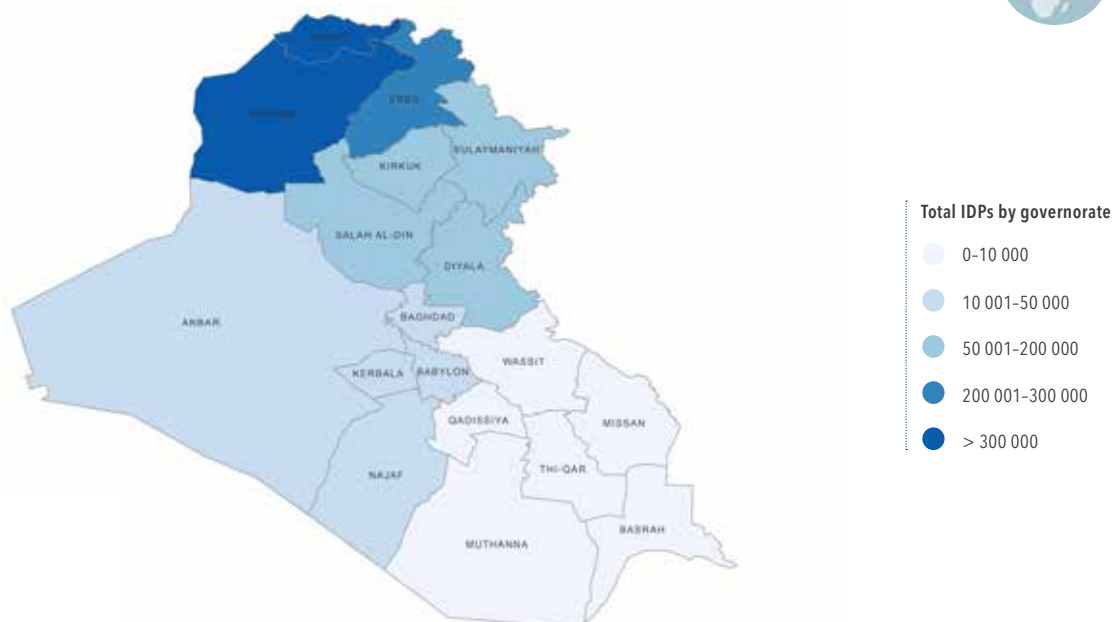 ERBIL
SULAYMANIYAH
KIRKUK
SALAH AL-DIN
DIYALA
ANBAR
BAGHDAD
WASSIT
KERBALA
BABYLON
QADISSIYA
MISSAN
NAJAF
THI-QAR
BASRAH
MUTHANNA
Total IDPs by governorate
0–10 000
10 001–50 000
50 001–200 000
200 001–300 000
> 300 000